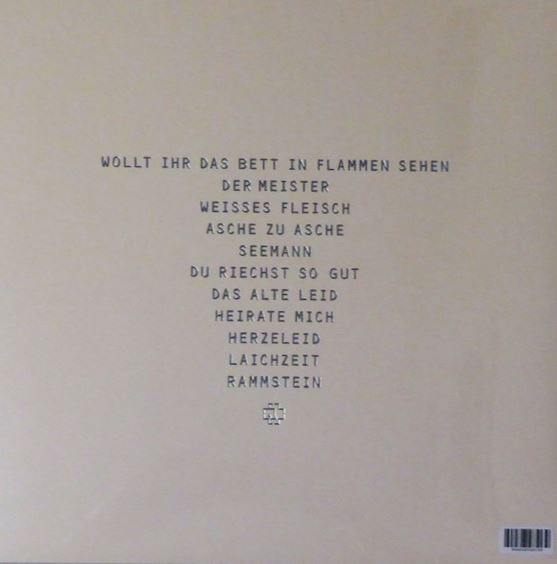 WOLLT IHR DAS BETT IN FLAMMEN SEHEN
DER MEISTER
WEISSES FLEISCH
ASCHE ZU ASCHE
SEEMANN
DU RIECHST SO GUT
DAS ALTE LEID
HEIRATE MICH
HERZELEID
LAICHZEIT
RAMMSTEIN